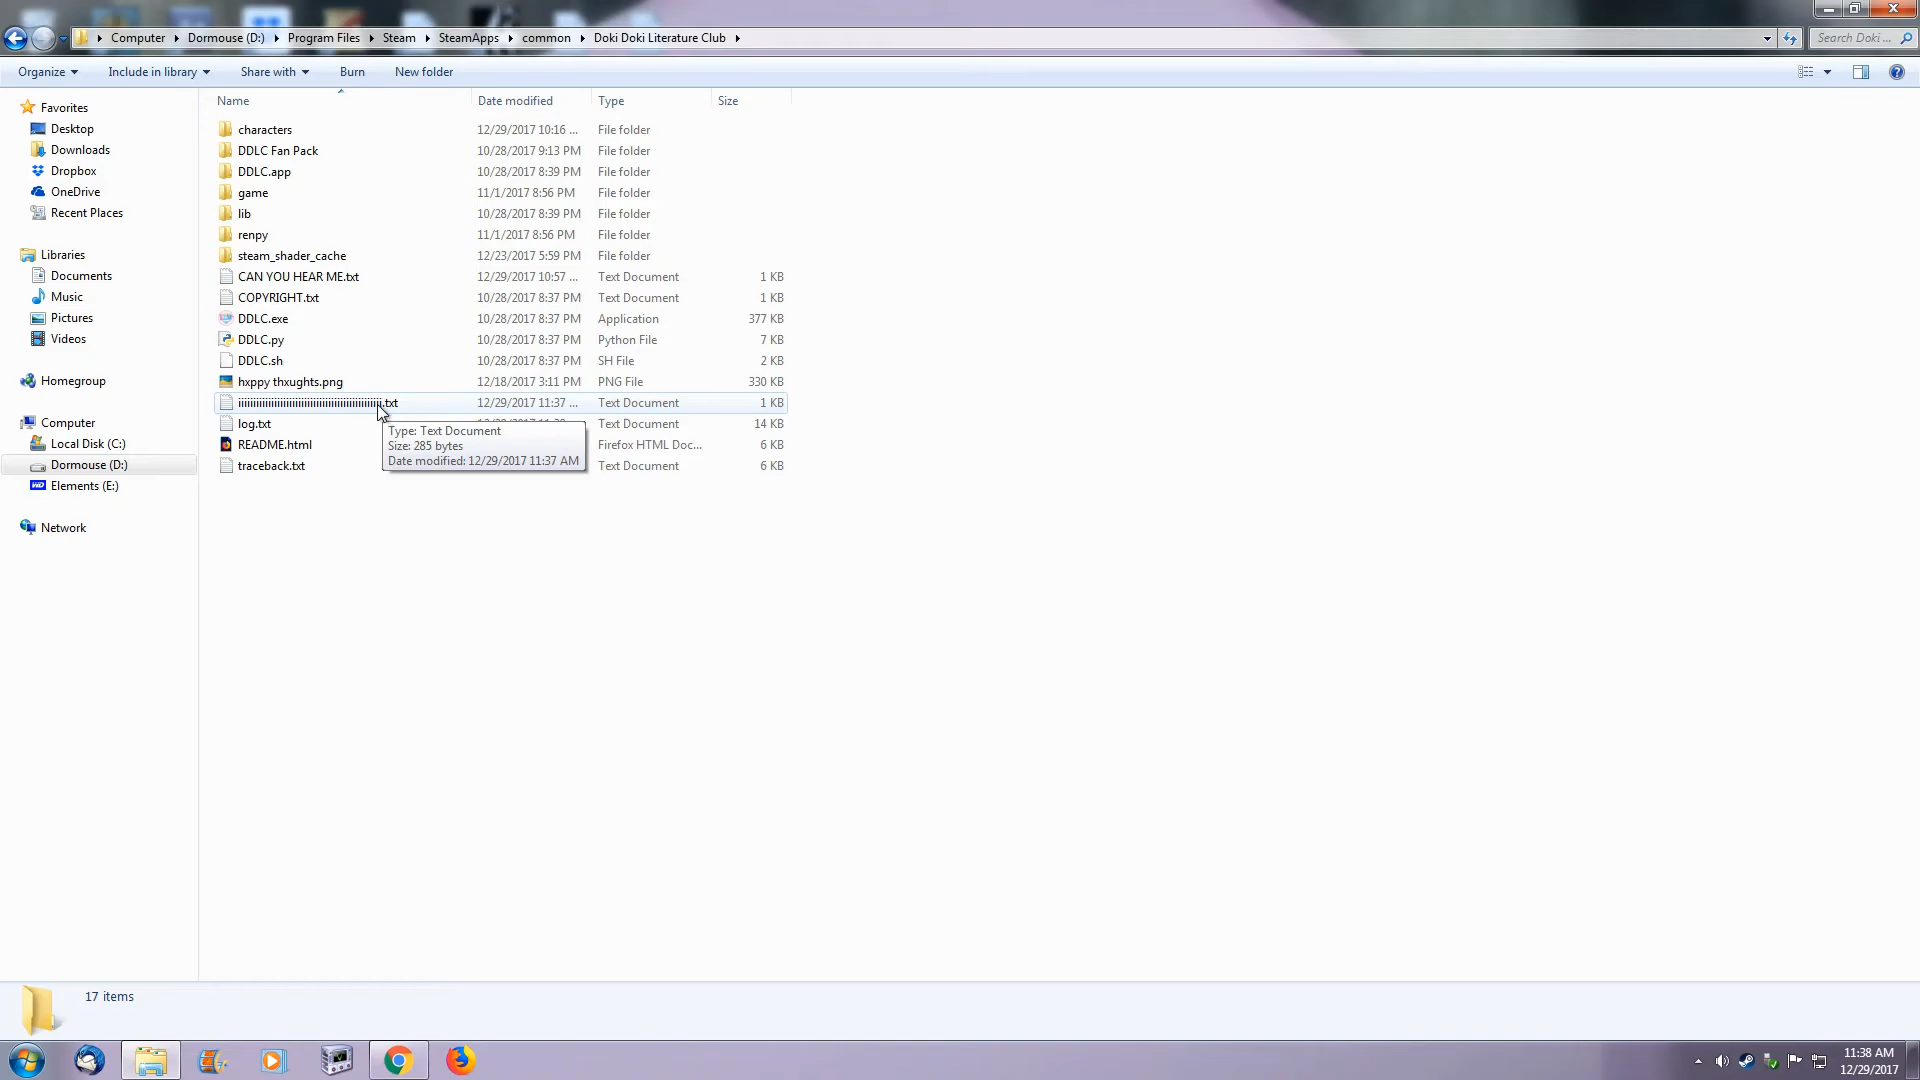 Computer ▸ Dormouse (D:) ▸ Program Files ▸ Steam ▸ SteamApps ▸ common ▸ Doki Doki Literature Club ▸ Search Doki ...
Organize Include in library Share with Burn New folder
Name Date modified Type Size
Favorites
Desktop
Downloads
Dropbox
OneDrive
Recent Places
Libraries
Documents
Music
Pictures
Videos
Homegroup
Computer
Local Disk (C:)
Dormouse (D:)
Elements (E:)
Network
characters 12/29/2017 10:16 ... File folder
DDLC Fan Pack 10/28/2017 9:13 PM File folder
DDLC.app 10/28/2017 8:39 PM File folder
game 11/1/2017 8:56 PM File folder
lib 10/28/2017 8:39 PM File folder
renpy 11/1/2017 8:56 PM File folder
steam_shader_cache 12/23/2017 5:59 PM File folder
CAN YOU HEAR ME.txt 12/29/2017 10:57 ... Text Document 1 KB
COPYRIGHT.txt 10/28/2017 8:37 PM Text Document 1 KB
DDLC.exe 10/28/2017 8:37 PM Application 377 KB
DDLC.py 10/28/2017 8:37 PM Python File 7 KB
DDLC.sh 10/28/2017 8:37 PM SH File 2 KB
hxppy thxughts.png 12/18/2017 3:11 PM PNG File 330 KB
12/29/2017 11:37 ... Text Document 1 KB
log.txt Text Document 14 KB
README.html Firefox HTML Doc... 6 KB
traceback.txt Text Document 6 KB
Type: Text Document
Size: 285 bytes
Date modified: 12/29/2017 11:37 AM
17 items
11:38 AM
12/29/2017